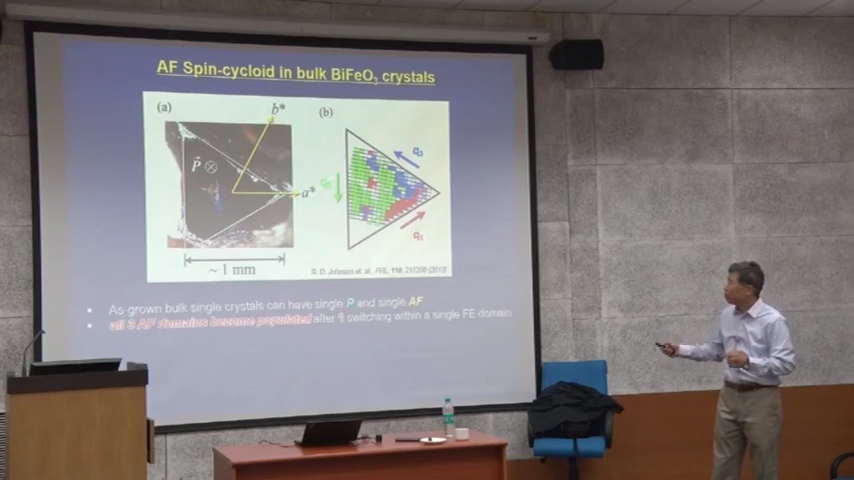 AF Spin-cycloid in bulk BiFeO3 crystals
(a)
b*
(b)
P
a*
q3
q1
~ 1 mm
R. D. Johnson et al., PRL, 110, 217206 (2013)
• As-grown bulk single crystals can have single P and single AF
• all 3 AF domains become populated after switching within a single FE domain